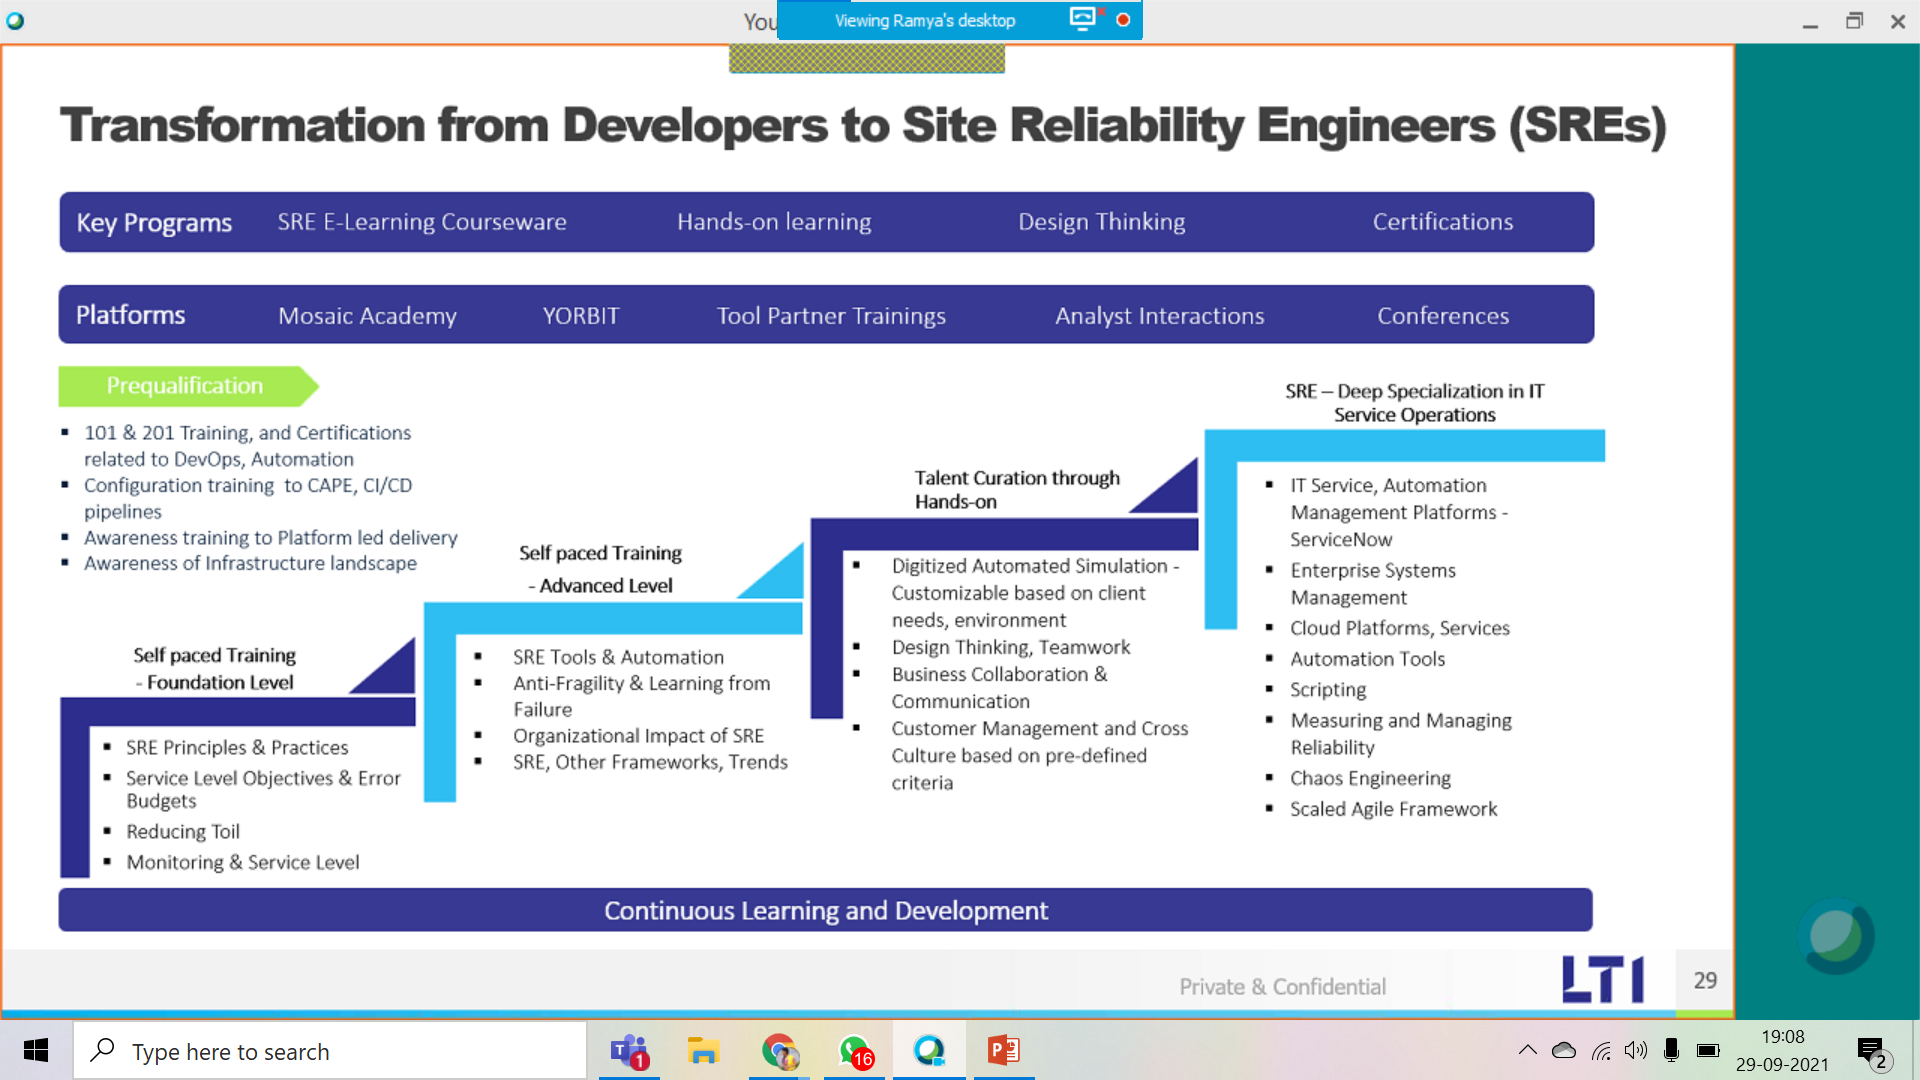 You
Viewing Ramya's desktop
Transformation from Developers to Site Reliability Engineers (SREs)
Key Programs SRE E-Learning Courseware Hands-on learning Design Thinking Certifications
Platforms Mosaic Academy YORBIT Tool Partner Trainings Analyst Interactions Conferences
Prequalification
▪ 101 & 201 Training, and Certifications
related to DevOps, Automation
▪ Configuration training to CAPE, CI/CD
pipelines
▪ Awareness training to Platform led delivery
▪ Awareness of Infrastructure landscape
Self paced Training
- Foundation Level
▪ SRE Principles & Practices
▪ Service Level Objectives & Error
Budgets
▪ Reducing Toil
▪ Monitoring & Service Level
Self paced Training
- Advanced Level
▪ SRE Tools & Automation
▪ Anti-Fragility & Learning from
Failure
▪ Organizational Impact of SRE
▪ SRE, Other Frameworks, Trends
Talent Curation through
Hands-on
▪ Digitized Automated Simulation -
Customizable based on client
needs, environment
▪ Design Thinking, Teamwork
▪ Business Collaboration &
Communication
▪ Customer Management and Cross
Culture based on pre-defined
criteria
SRE – Deep Specialization in IT
Service Operations
▪ IT Service, Automation
Management Platforms -
ServiceNow
▪ Enterprise Systems
Management
▪ Cloud Platforms, Services
▪ Automation Tools
▪ Scripting
▪ Measuring and Managing
Reliability
▪ Chaos Engineering
▪ Scaled Agile Framework
Continuous Learning and Development
Private & Confidential
LTI
29
Type here to search
1
16
19:08
29-09-2021
2